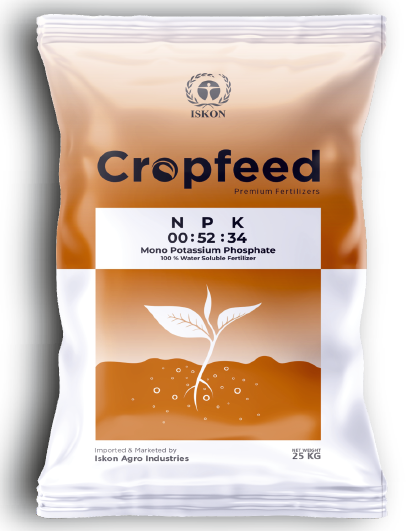 ISKON
Cropfeed
Premium Fertilizers
N P K
00:52:34
Mono Potassium Phosphate
100 % Water Soluble Fertilizer
Imported & Marketed by
Iskon Agro Industries
NET WEIGHT
25 KG